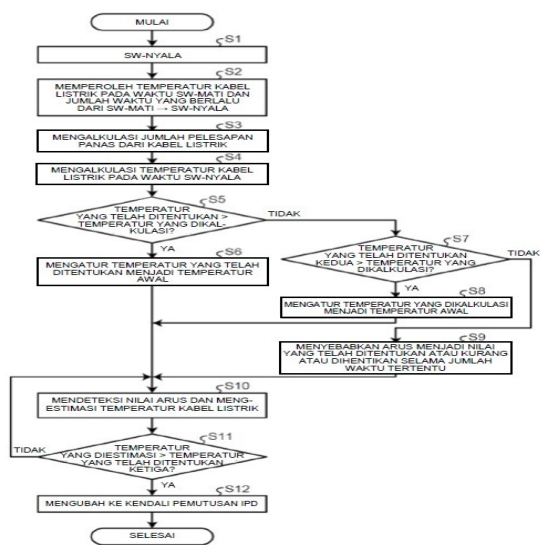 MULAI
S1
SW-NYALA
S2
MEMPEROLEH TEMPERATUR KABEL
LISTRIK PADA WAKTU SW-MATI DAN
JUMLAH WAKTU YANG BERLALU
DARI SW-MATI → SW-NYALA
S3
MENGALKULASI JUMLAH PELESAPAN
PANAS DARI KABEL LISTRIK
S4
MENGALKULASI TEMPERATUR KABEL
LISTRIK PADA WAKTU SW-NYALA
S5
TEMPERATUR
YANG TELAH DITENTUKAN >
TEMPERATUR YANG DIKAL-
KULASI?
TIDAK
YA
S6
MENGATUR TEMPERATUR YANG TELAH
DITENTUKAN MENJADI TEMPERATUR
AWAL
S7
TEMPERATUR
YANG TELAH DITENTUKAN
KEDUA > TEMPERATUR YANG
DIKALKULASI?
TIDAK
YA
S8
MENGATUR TEMPERATUR YANG DIKALKULASI
MENJADI TEMPERATUR AWAL
S9
MENYEBABKAN ARUS MENJADI NILAI
YANG TELAH DITENTUKAN ATAU KURANG
ATAU DIHENTIKAN SELAMA JUMLAH
WAKTU TERTENTU
S10
MENDETEKSI NILAI ARUS DAN MENG-
ESTIMASI TEMPERATUR KABEL LISTRIK
S11
TIDAK
TEMPERATUR
YANG DIESTIMASI > TEMPERATUR
YANG TELAH DITENTUKAN
KETIGA?
YA
S12
MENGUBAH KE KENDALI PEMUTUSAN IPD
SELESAI